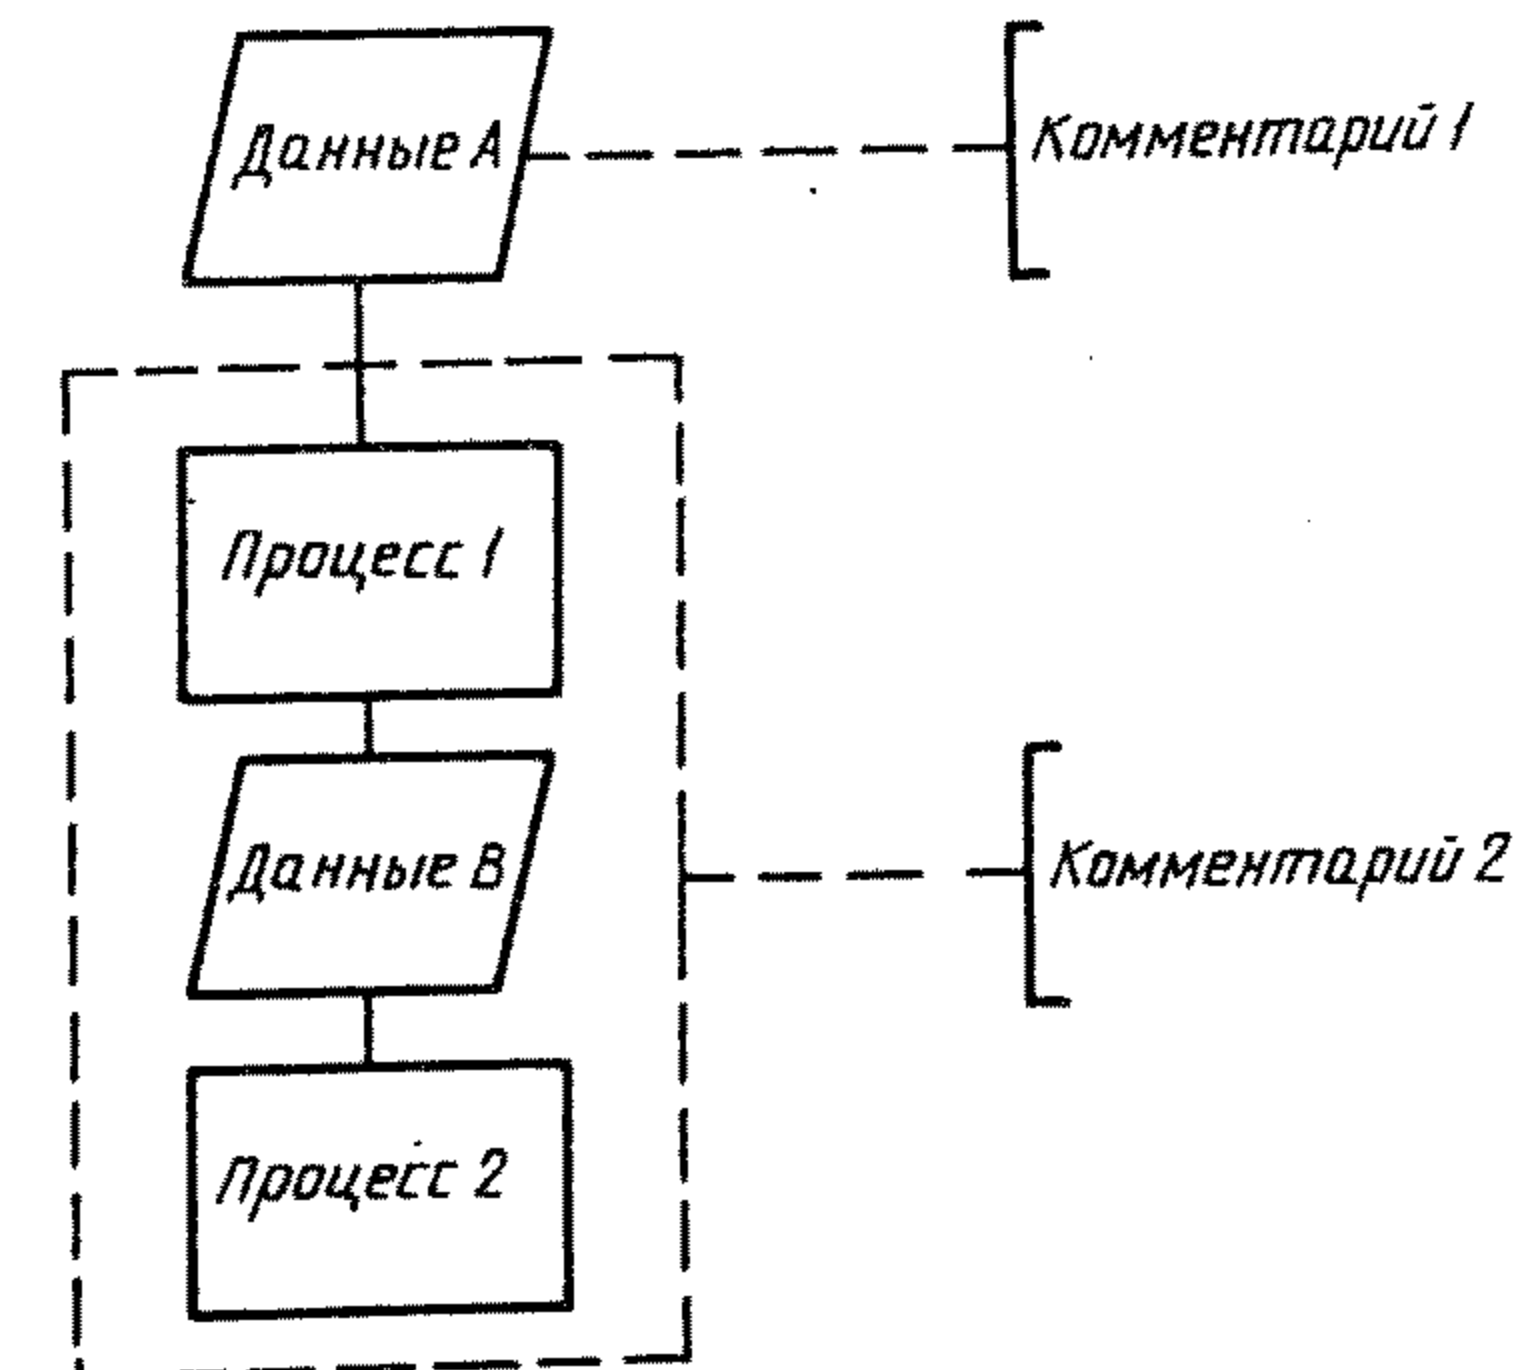 Данные А
Комментарий 1
Процесс 1
Данные В
Комментарий 2
Процесс 2